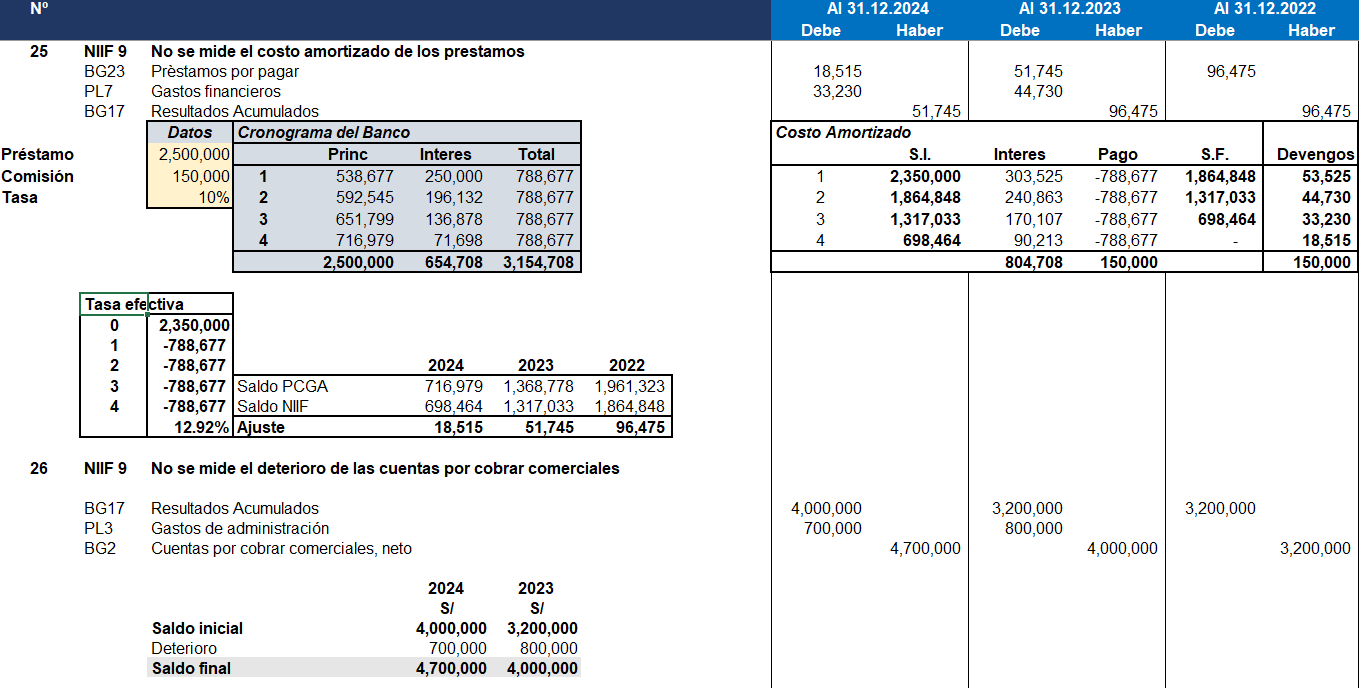 Nº Al 31.12.2024 Al 31.12.2023 Al 31.12.2022
Debe Haber Debe Haber Debe Haber
25 NIIF 9 No se mide el costo amortizado de los prestamos
BG23 Prèstamos por pagar 18,515 51,745 96,475
PL7 Gastos financieros 33,230 44,730
BG17 Resultados Acumulados 51,745 96,475 96,475
Datos Cronograma del Banco Costo Amortizado
Préstamo 2,500,000 Princ Interes Total S.I. Interes Pago S.F. Devengos
Comisión 150,000 1 538,677 250,000 788,677 1 2,350,000 303,525 -788,677 1,864,848 53,525
Tasa 10% 2 592,545 196,132 788,677 2 1,864,848 240,863 -788,677 1,317,033 44,730
3 651,799 136,878 788,677 3 1,317,033 170,107 -788,677 698,464 33,230
4 716,979 71,698 788,677 4 698,464 90,213 -788,677 - 18,515
2,500,000 654,708 3,154,708 804,708 150,000 150,000
Tasa efectiva
0 2,350,000
1 -788,677
2 -788,677 2024 2023 2022
3 -788,677 Saldo PCGA 716,979 1,368,778 1,961,323
4 -788,677 Saldo NIIF 698,464 1,317,033 1,864,848
12.92% Ajuste 18,515 51,745 96,475
26 NIIF 9 No se mide el deterioro de las cuentas por cobrar comerciales
BG17 Resultados Acumulados 4,000,000 3,200,000 3,200,000
PL3 Gastos de administración 700,000 800,000
BG2 Cuentas por cobrar comerciales, neto 4,700,000 4,000,000 3,200,000
2024 2023
S/ S/
Saldo inicial 4,000,000 3,200,000
Deterioro 700,000 800,000
Saldo final 4,700,000 4,000,000